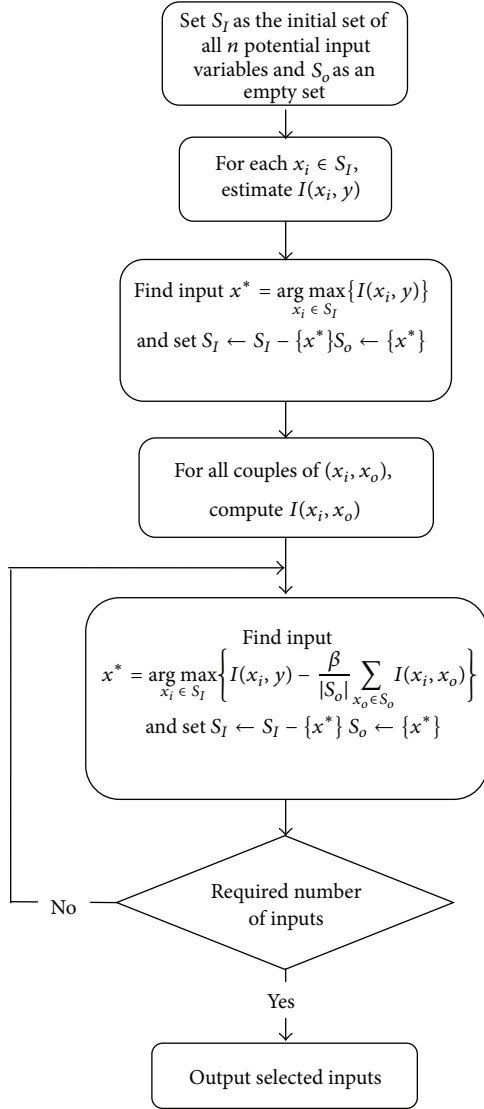 Set S_I as the initial set of
all n potential input
variables and S_o as an
empty set
For each x_i ∈ S_I,
estimate I(x_i, y)
Find input x* = arg max{I(x_i, y)}
x_i ∈ S_I
and set S_I ← S_I − {x*}S_o ← {x*}
For all couples of (x_i, x_o),
compute I(x_i, x_o)
Find input
x* = arg max{I(x_i, y) − β/|S_o| ∑ I(x_i, x_o)}
x_i ∈ S_I x_o∈S_o
and set S_I ← S_I − {x*} S_o ← {x*}
Required number
of inputs
No
Yes
Output selected inputs